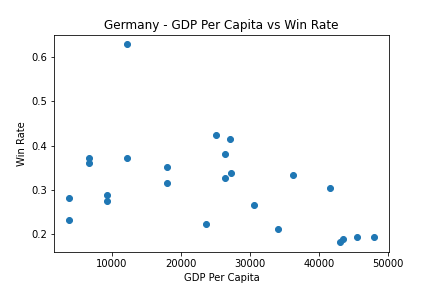 Germany - GDP Per Capita vs Win Rate
0.6
0.5
0.4
0.3
0.2
Win Rate
10000 20000 30000 40000 50000
GDP Per Capita